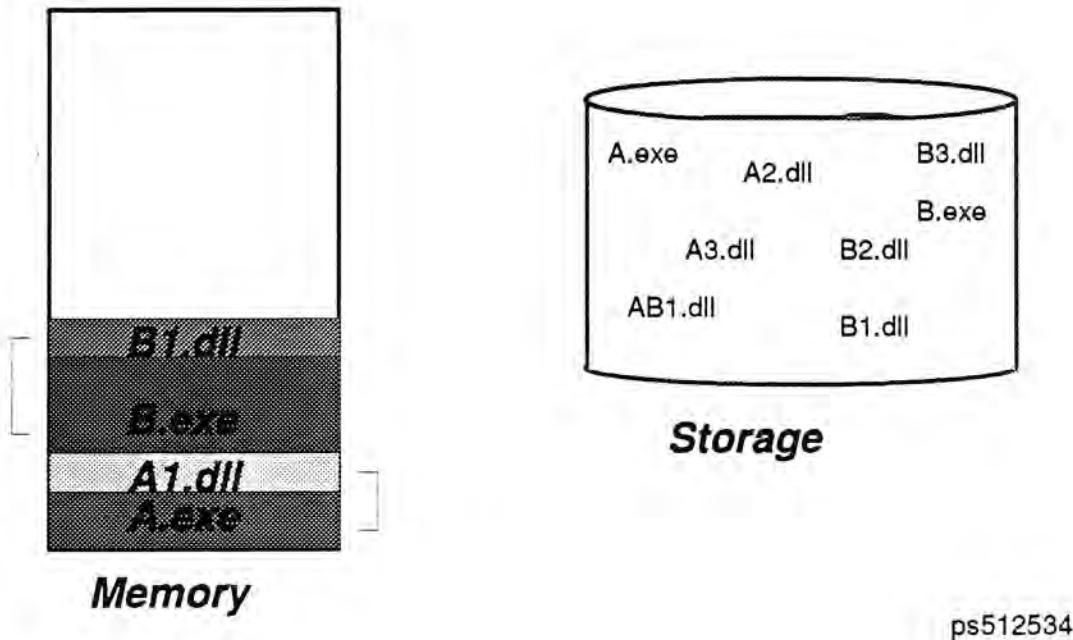 A.exe
A2.dll
B3.dll
B.exe
A3.dll
B2.dll
AB1.dll
B1.dll
B1.dll
B.exe
A1.dll
A.exe
Storage
Memory
ps512534